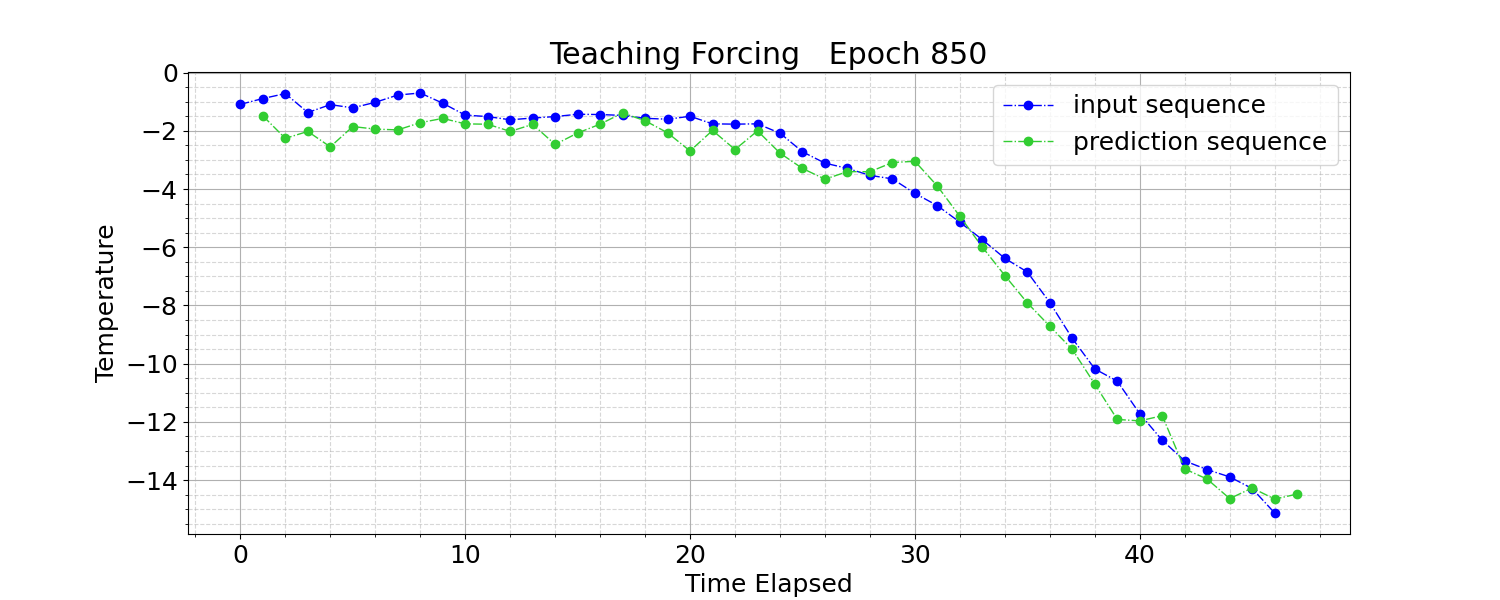 Teaching Forcing   Epoch 850
input sequence
prediction sequence
0
−2
−4
−6
−8
−10
−12
−14
Temperature
0 10 20 30 40
Time Elapsed